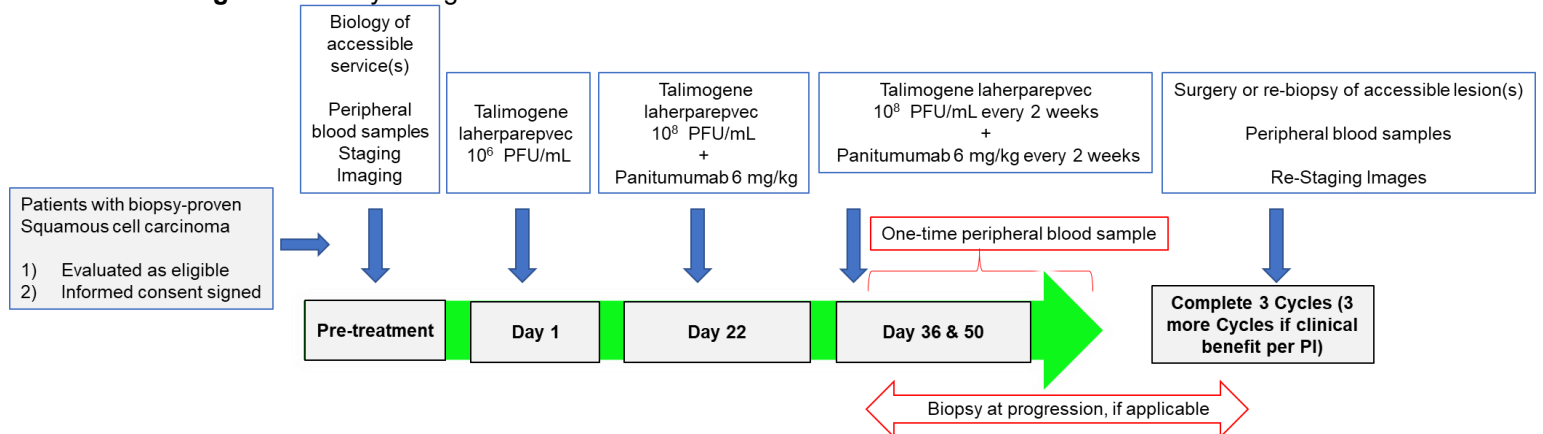 Biology of
accessible
service(s)
Peripheral
blood samples
Staging
Imaging
Talimogene
laherparepvec
10⁶ PFU/mL
Talimogene
laherparepvec
10⁸ PFU/mL
+
Panitumumab 6 mg/kg
Talimogene laherparepvec
10⁸ PFU/mL every 2 weeks
+
Panitumumab 6 mg/kg every 2 weeks
Surgery or re-biopsy of accessible lesion(s)
Peripheral blood samples
Re-Staging Images
Patients with biopsy-proven
Squamous cell carcinoma
1) Evaluated as eligible
2) Informed consent signed
One-time peripheral blood sample
Pre-treatment
Day 1
Day 22
Day 36 & 50
Complete 3 Cycles (3
more Cycles if clinical
benefit per PI)
Biopsy at progression, if applicable